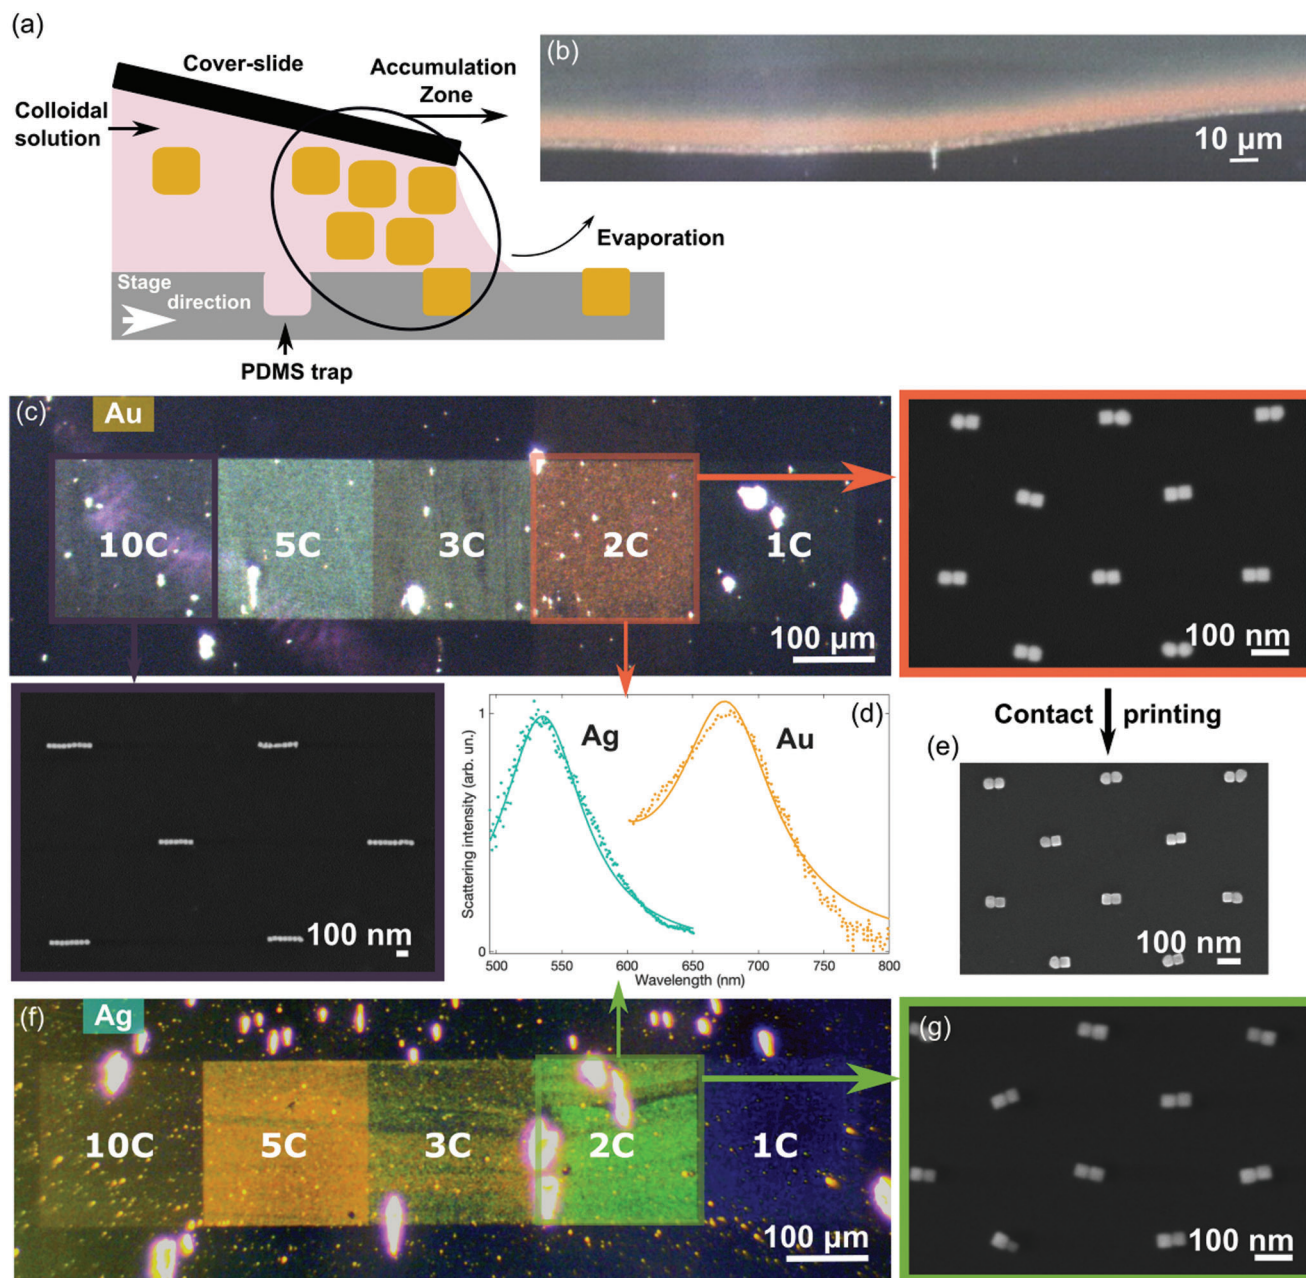 (a)
Cover-slide
Accumulation
Zone
Colloidal
solution
Evaporation
Stage
direction
PDMS trap
(b)
10 µm
(c)
Au
10C
5C
3C
2C
1C
100 µm
100 nm
100 nm
(d)
Ag
Au
Scattering intensity (arb. un.)
1
0
500
550
600
650
700
750
800
Wavelength (nm)
Contact printing
(e)
100 nm
(f)
Ag
10C
5C
3C
2C
1C
100 µm
(g)
100 nm